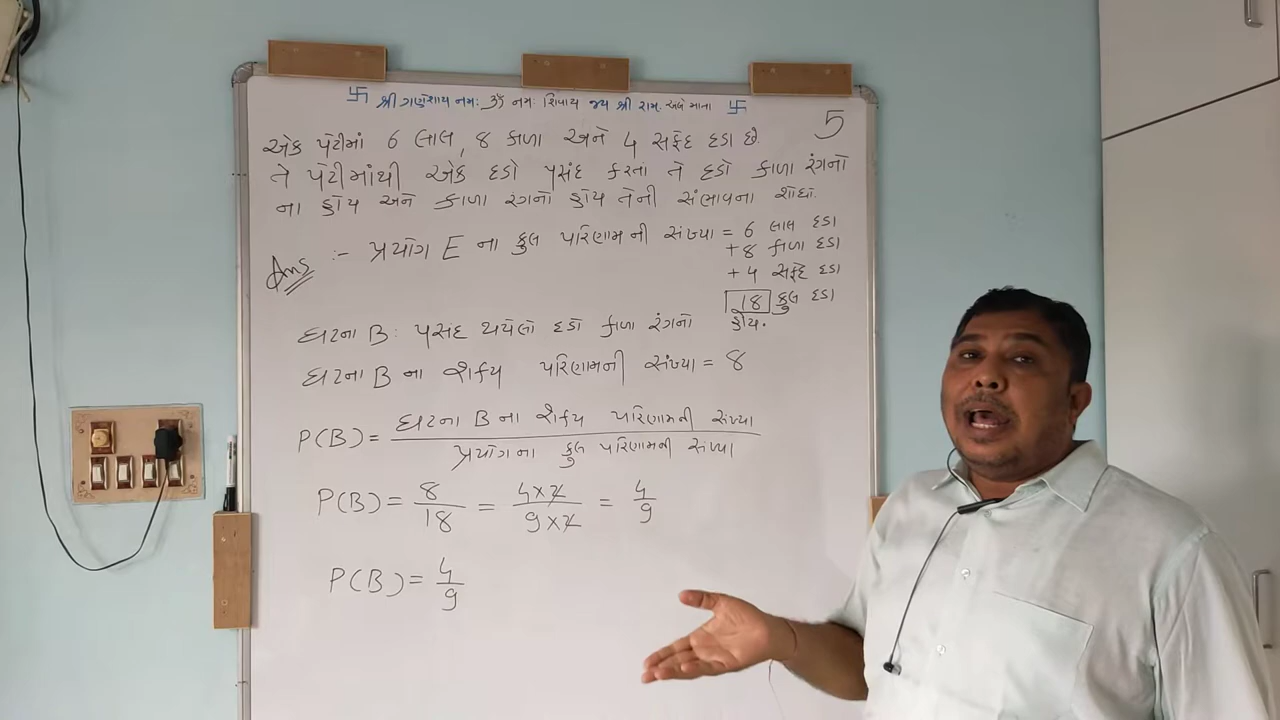 શ્રી ગણેશાય નમઃ ૐ નમઃ શિવાય જય શ્રી રામ. અંબે માતા
5
એક પેટીમાં 6 લાલ, 8 કાળા અને 4 સફેદ દડા છે.
તે પેટીમાંથી એક દડો પસંદ કરતાં તે દડો કાળા રંગનો
ના હોય અને કાળા રંગનો હોય તેની સંભાવના શોધો.
Ans :- પ્રયોગ E ના કુલ પરિણામની સંખ્યા = 6 લાલ દડા
+ 8 કાળા દડા
+ 4 સફેદ દડા
18 કુલ દડા
ઘટના B : પસંદ થયેલો દડો કાળા રંગનો હોય.
ઘટના B ના શક્ય પરિણામની સંખ્યા = 8
P(B) = ઘટના B ના શક્ય પરિણામની સંખ્યા
પ્રયોગના કુલ પરિણામની સંખ્યા
P(B) = 8/18 = 4×2/9×2 = 4/9
P(B) = 4/9